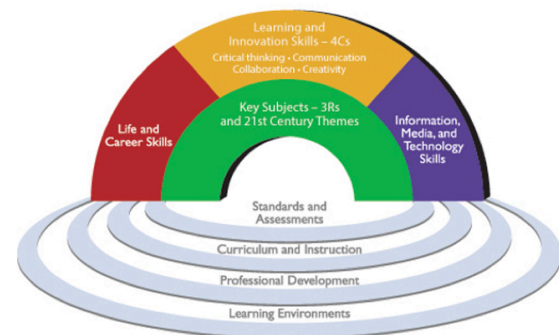 Learning and
Innovation Skills – 4Cs
Critical thinking • Communication
Collaboration • Creativity
Key Subjects – 3Rs
and 21st Century Themes
Life and
Career Skills
Information,
Media, and
Technology
Skills
Standards and
Assessments
Curriculum and Instruction
Professional Development
Learning Environments